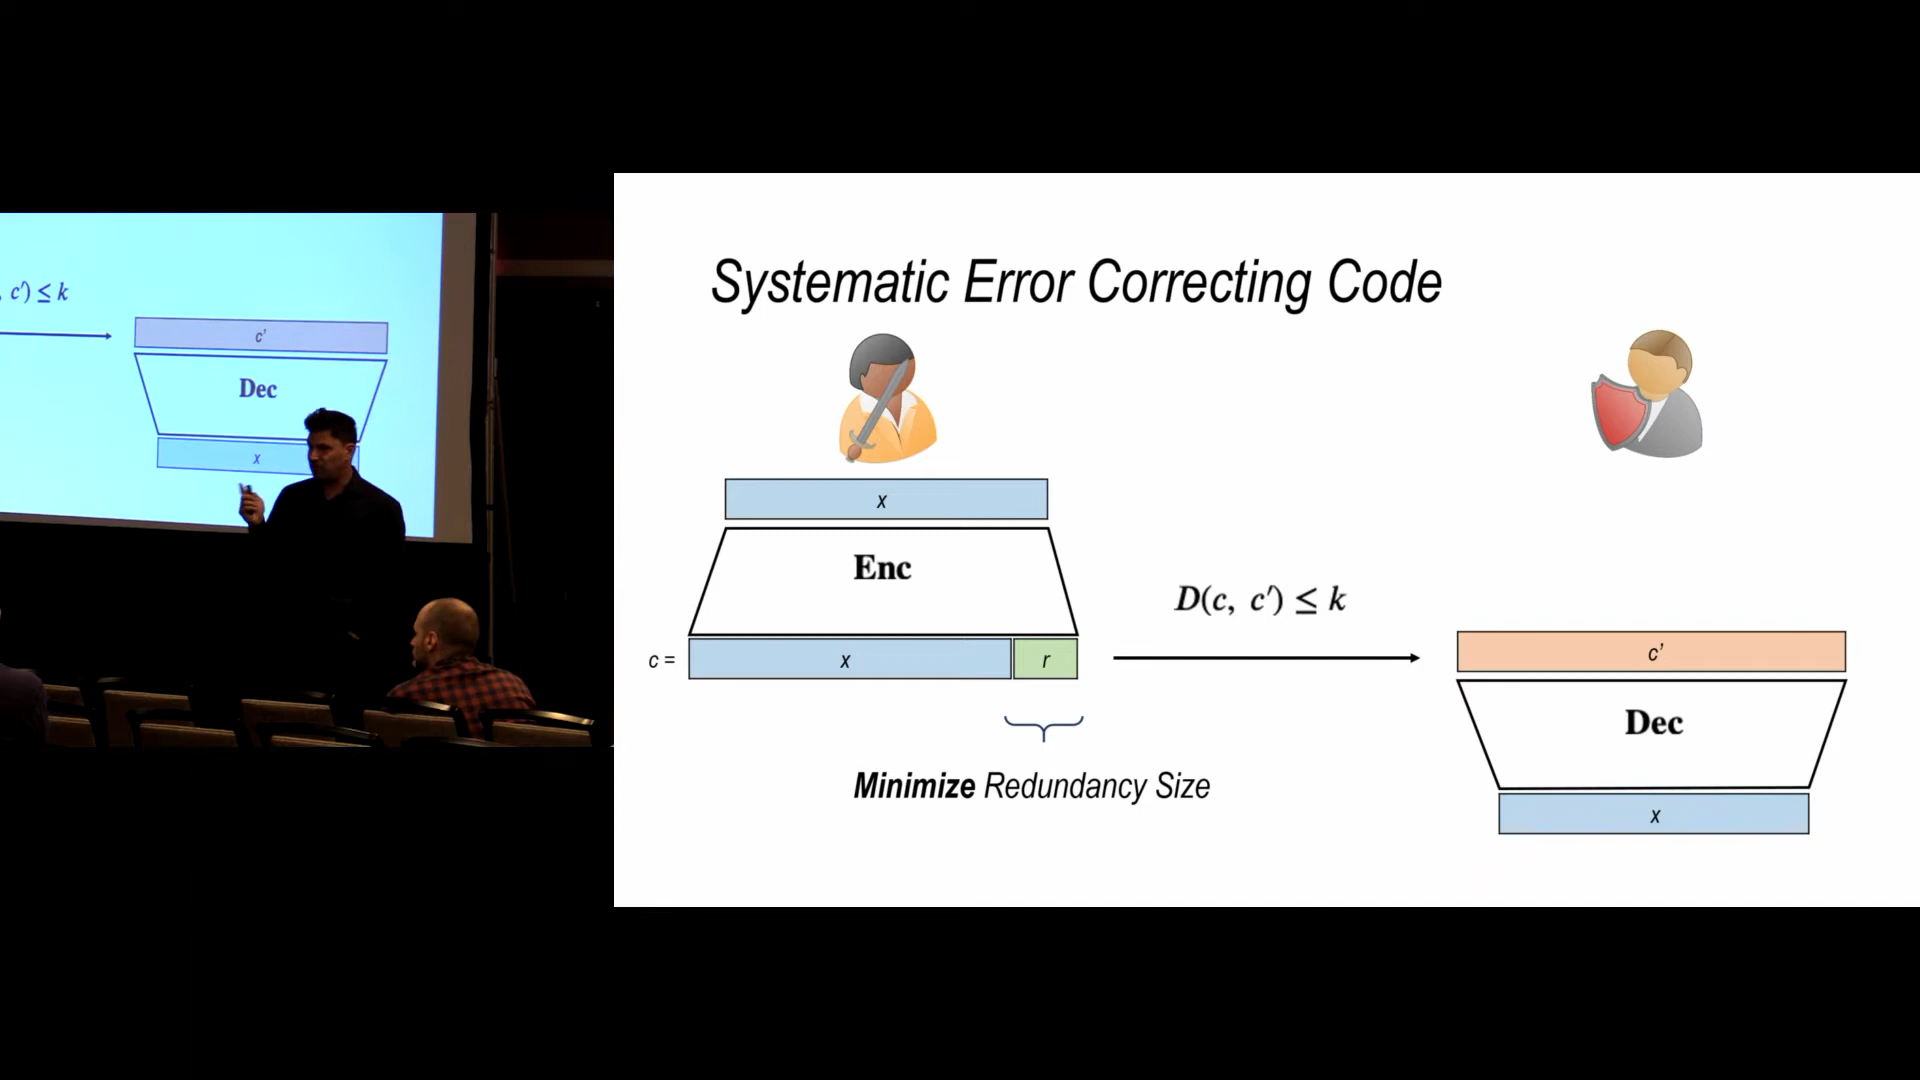 c') ≤ k
c'
Dec
x
Systematic Error Correcting Code
x
Enc
c =
x
r
D(c, c') ≤ k
Minimize Redundancy Size
c'
Dec
x